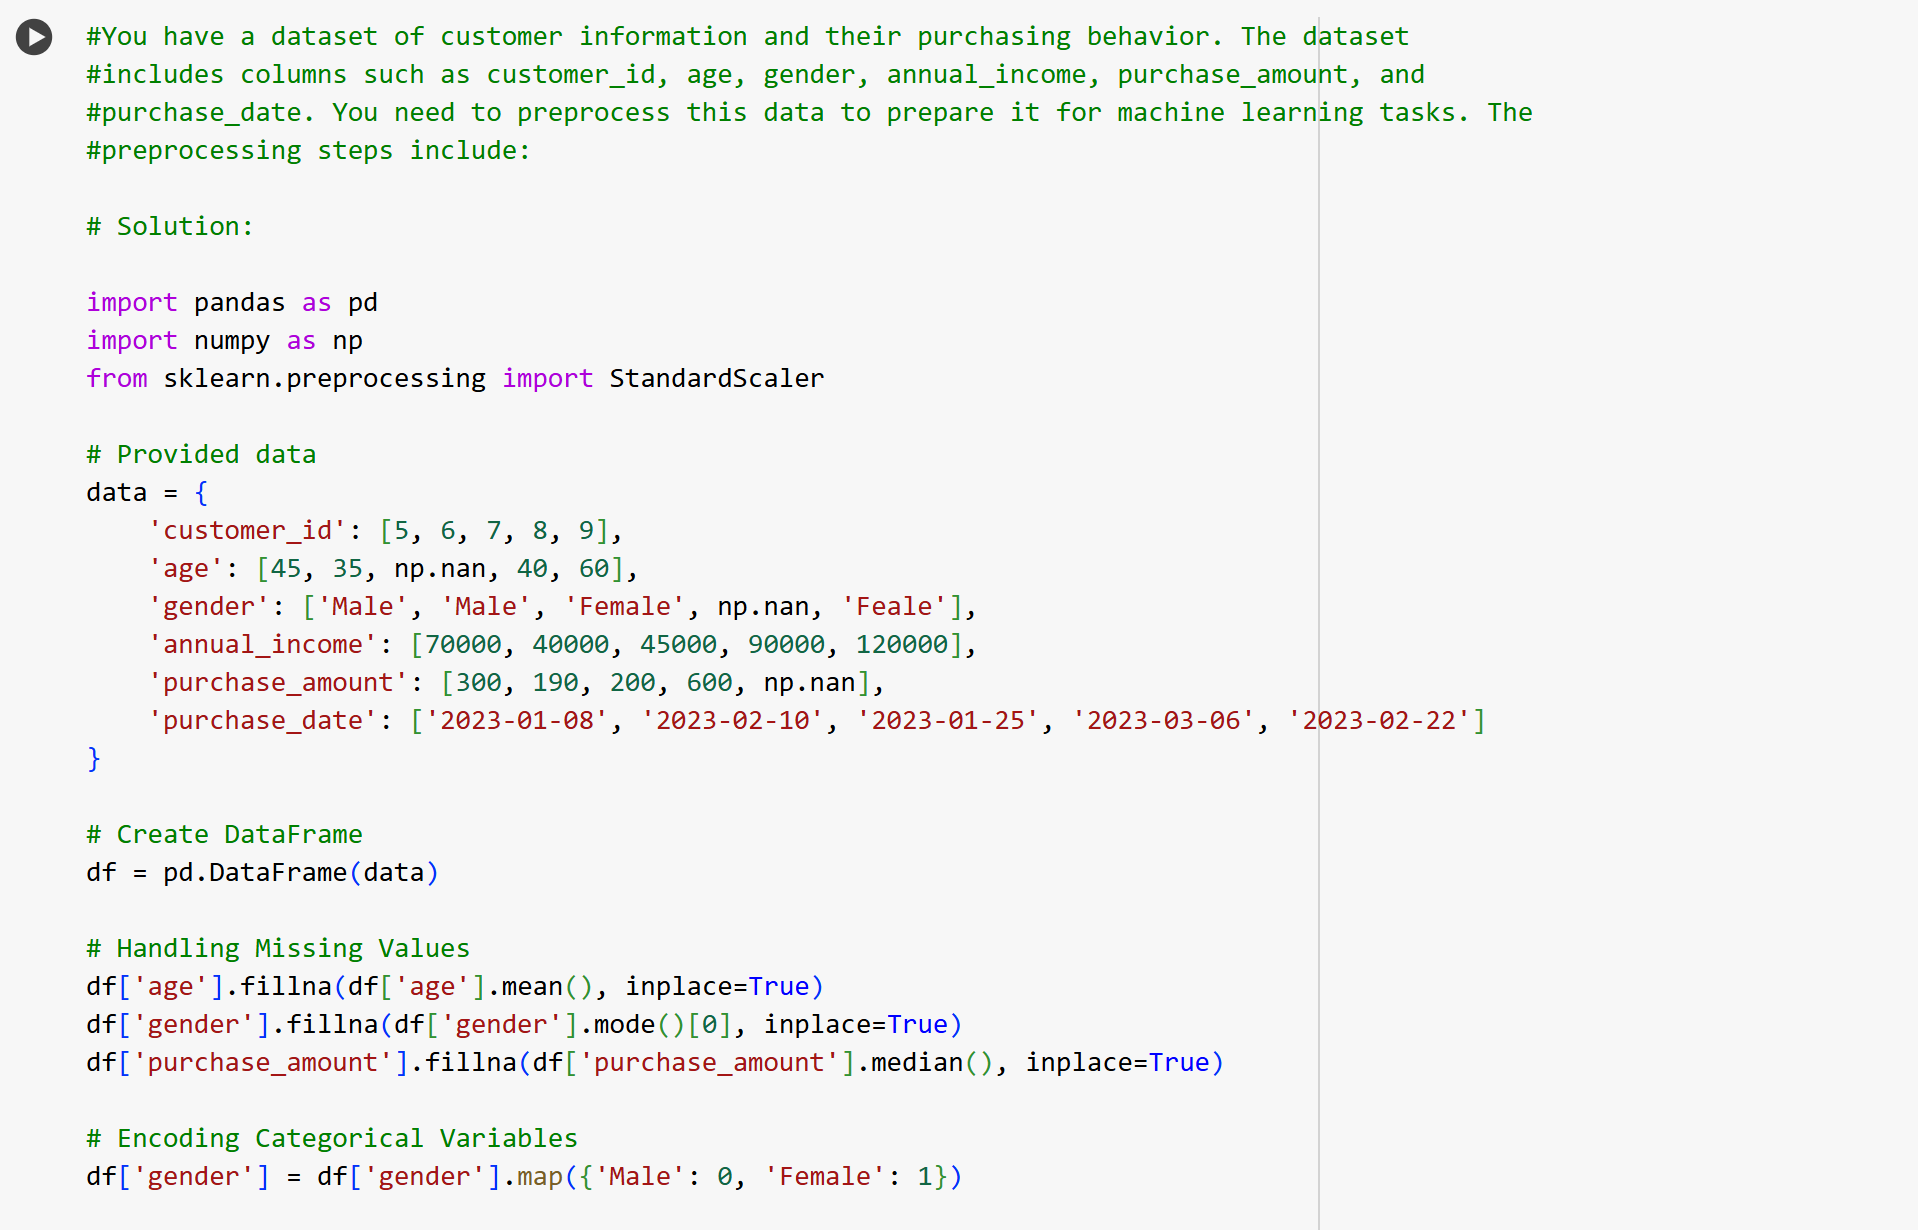 #You have a dataset of customer information and their purchasing behavior. The dataset
#includes columns such as customer_id, age, gender, annual_income, purchase_amount, and
#purchase_date. You need to preprocess this data to prepare it for machine learning tasks. The
#preprocessing steps include:

# Solution:

import pandas as pd
import numpy as np
from sklearn.preprocessing import StandardScaler

# Provided data
data = {
    'customer_id': [5, 6, 7, 8, 9],
    'age': [45, 35, np.nan, 40, 60],
    'gender': ['Male', 'Male', 'Female', np.nan, 'Feale'],
    'annual_income': [70000, 40000, 45000, 90000, 120000],
    'purchase_amount': [300, 190, 200, 600, np.nan],
    'purchase_date': ['2023-01-08', '2023-02-10', '2023-01-25', '2023-03-06', '2023-02-22']
}

# Create DataFrame
df = pd.DataFrame(data)

# Handling Missing Values
df['age'].fillna(df['age'].mean(), inplace=True)
df['gender'].fillna(df['gender'].mode()[0], inplace=True)
df['purchase_amount'].fillna(df['purchase_amount'].median(), inplace=True)

# Encoding Categorical Variables
df['gender'] = df['gender'].map({'Male': 0, 'Female': 1})